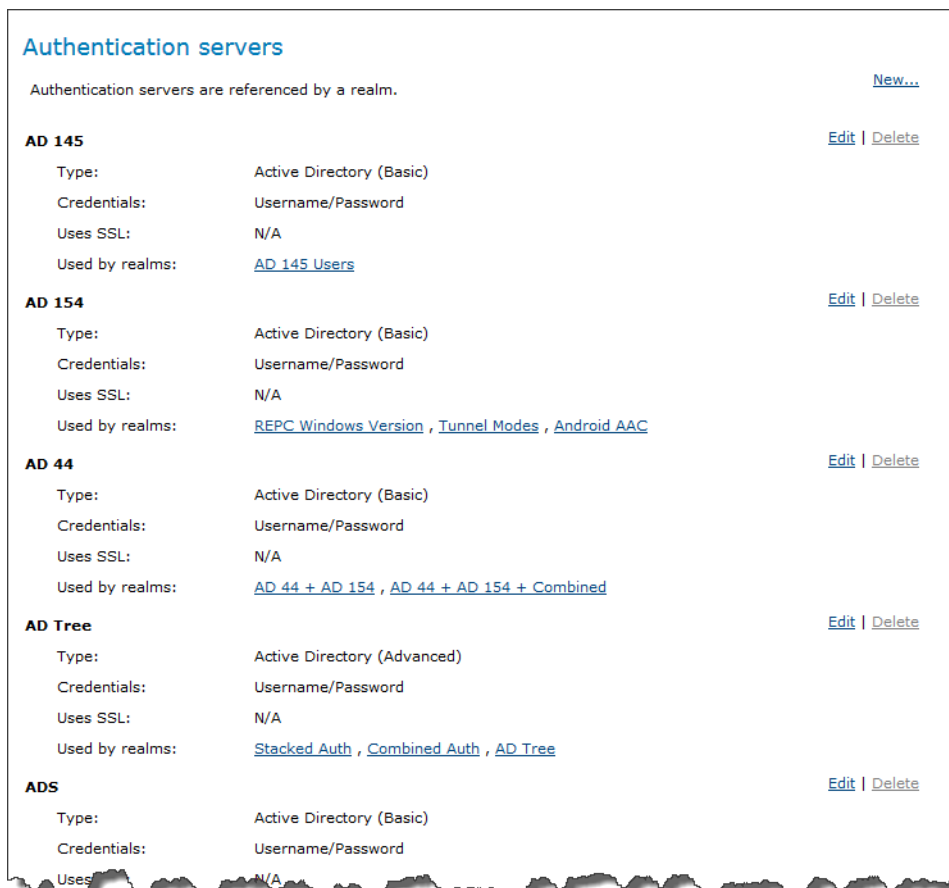 Authentication servers
New...
Authentication servers are referenced by a realm.
AD 145 Edit | Delete
Type: Active Directory (Basic)
Credentials: Username/Password
Uses SSL: N/A
Used by realms: AD 145 Users
AD 154 Edit | Delete
Type: Active Directory (Basic)
Credentials: Username/Password
Uses SSL: N/A
Used by realms: REPC Windows Version , Tunnel Modes , Android AAC
AD 44 Edit | Delete
Type: Active Directory (Basic)
Credentials: Username/Password
Uses SSL: N/A
Used by realms: AD 44 + AD 154 , AD 44 + AD 154 + Combined
AD Tree Edit | Delete
Type: Active Directory (Advanced)
Credentials: Username/Password
Uses SSL: N/A
Used by realms: Stacked Auth , Combined Auth , AD Tree
ADS Edit | Delete
Type: Active Directory (Basic)
Credentials: Username/Password
Uses N/A